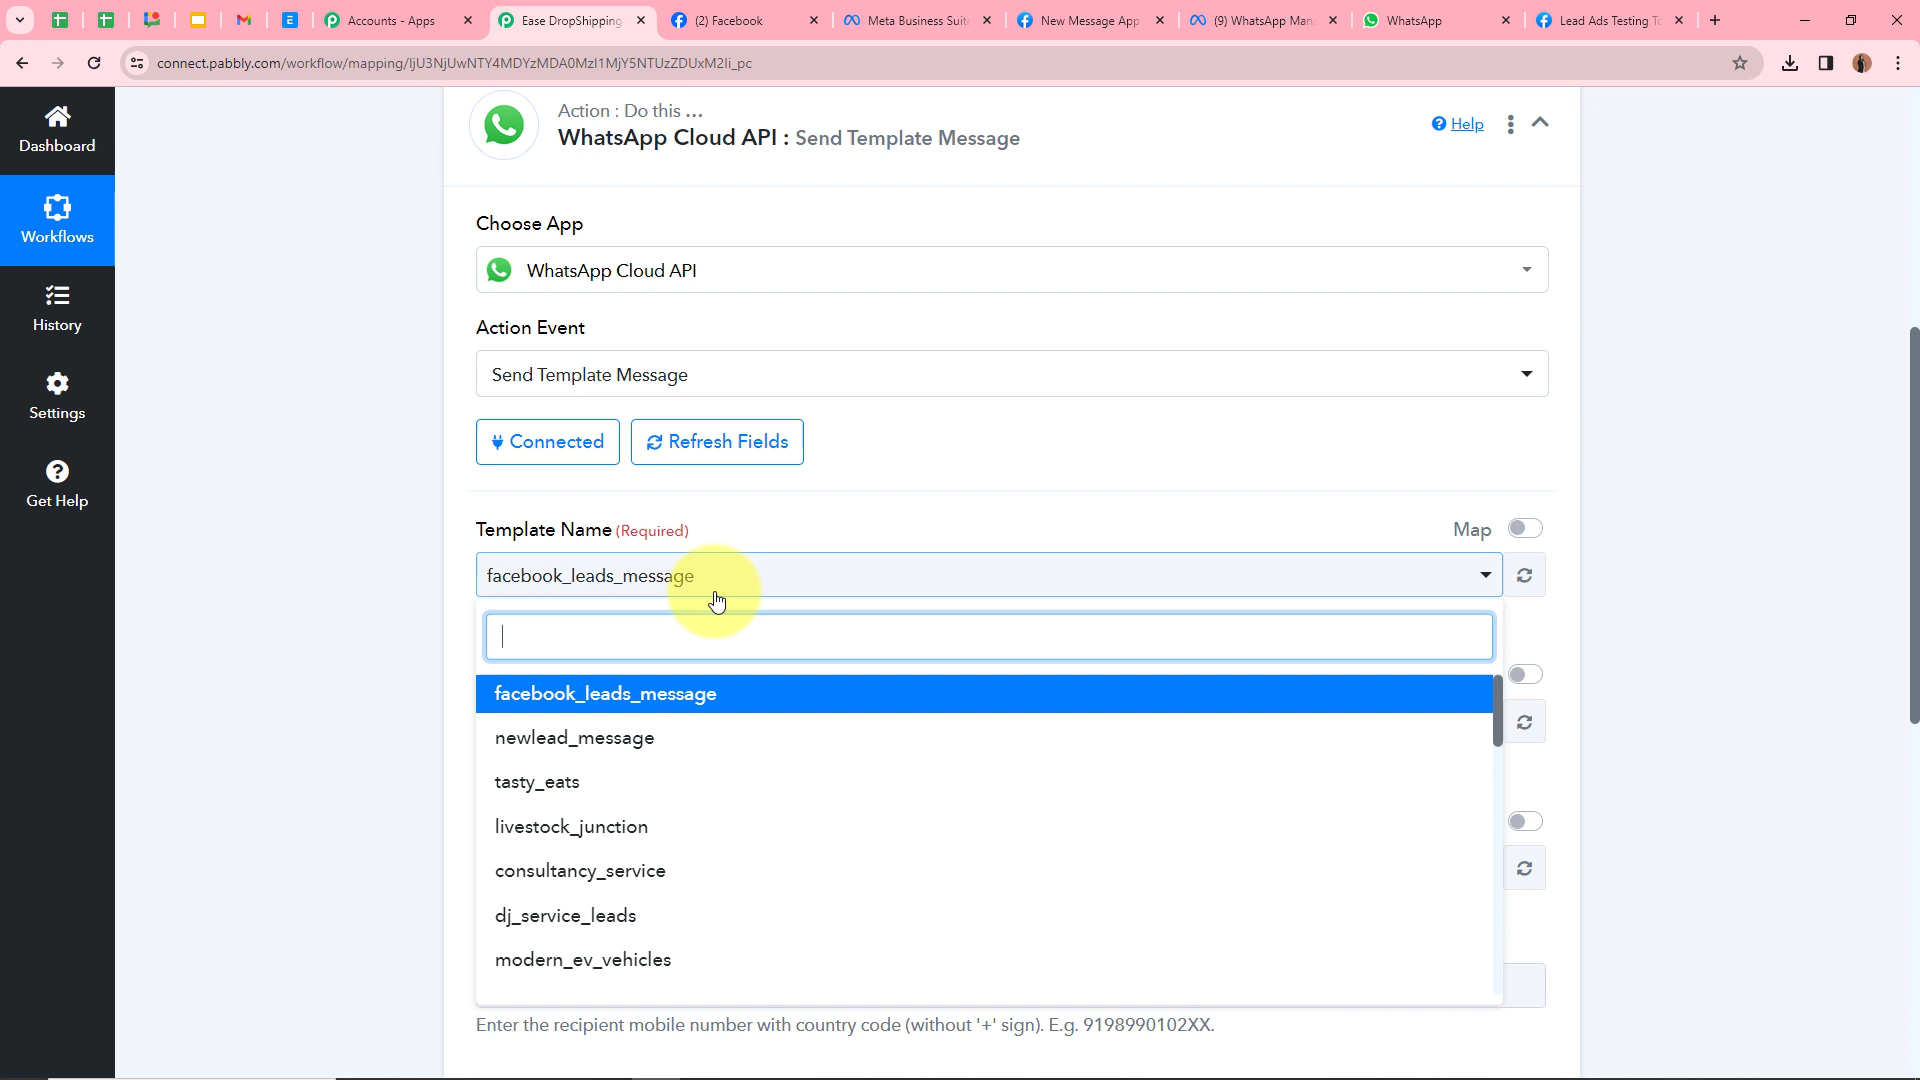 Accounts - Apps
Ease DropShipping
(2) Facebook
Meta Business Suit
New Message App
(9) WhatsApp Man
WhatsApp
Lead Ads Testing To
connect.pabbly.com/workflow/mapping/IjU3NjUwNTY4MDYzMDA0MzI1MjY5NTUzZDUxM2Ii_pc
Dashboard
Workflows
History
Settings
Get Help
Action : Do this ...
WhatsApp Cloud API : Send Template Message
Help
Choose App
WhatsApp Cloud API
Action Event
Send Template Message
Connected
Refresh Fields
Template Name (Required)
Map
facebook_leads_message
facebook_leads_message
newlead_message
tasty_eats
livestock_junction
consultancy_service
dj_service_leads
modern_ev_vehicles
Enter the recipient mobile number with country code (without '+' sign). E.g. 9198990102XX.